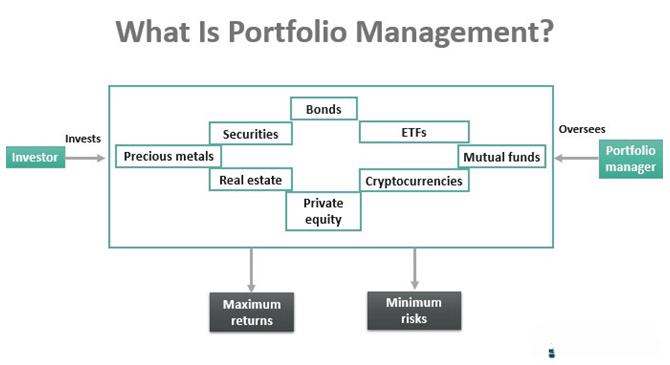 What Is Portfolio Management?
Bonds
Securities
ETFs
Invests
Oversees
Investor
Precious metals
Mutual funds
Portfolio
manager
Real estate
Cryptocurrencies
Private
equity
Maximum
returns
Minimum
risks